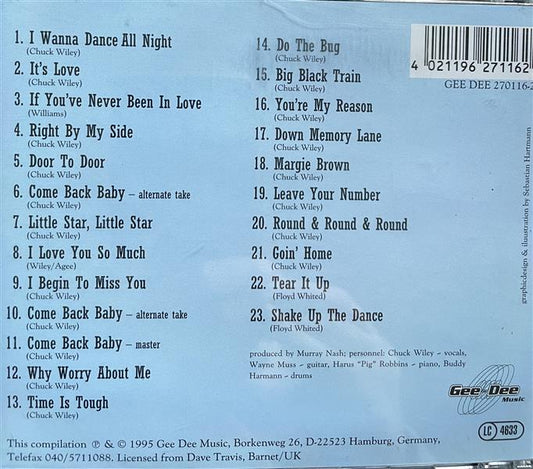 1. I Wanna Dance All Night
(Chuck Wiley)
2. It's Love
(Chuck Wiley)
3. If You've Never Been In Love
(Williams)
4. Right By My Side
(Chuck Wiley)
5. Door To Door
(Chuck Wiley)
6. Come Back Baby – alternate take
(Chuck Wiley)
7. Little Star, Little Star
(Chuck Wiley)
8. I Love You So Much
(Wiley/Agee)
9. I Begin To Miss You
(Chuck Wiley)
10. Come Back Baby – alternate take
(Chuck Wiley)
11. Come Back Baby – master
(Chuck Wiley)
12. Why Worry About Me
(Chuck Wiley)
13. Time Is Tough
(Chuck Wiley)
14. Do The Bug
(Chuck Wiley)
15. Big Black Train
(Chuck Wiley)
16. You're My Reason
(Chuck Wiley)
17. Down Memory Lane
(Chuck Wiley)
18. Margie Brown
(Chuck Wiley)
19. Leave Your Number
(Chuck Wiley)
20. Round & Round & Round
(Chuck Wiley)
21. Goin' Home
(Chuck Wiley)
22. Tear It Up
(Floyd Whited)
23. Shake Up The Dance
(Floyd Whited)
produced by Murray Nash; personnel: Chuck Wiley – vocals,
Wayne Muss – guitar, Harus "Pig" Robbins – piano, Buddy
Harmann – drums
4 021196 271162
GEE DEE 270116-2
graphicdesign & illustration by Sebastian Hartmann
Gee Dee
Music
LC 4633
This compilation ℗ & © 1995 Gee Dee Music, Borkenweg 26, D-22523 Hamburg, Germany,
Telefax 040/5711088. Licensed from Dave Travis, Barnet/UK